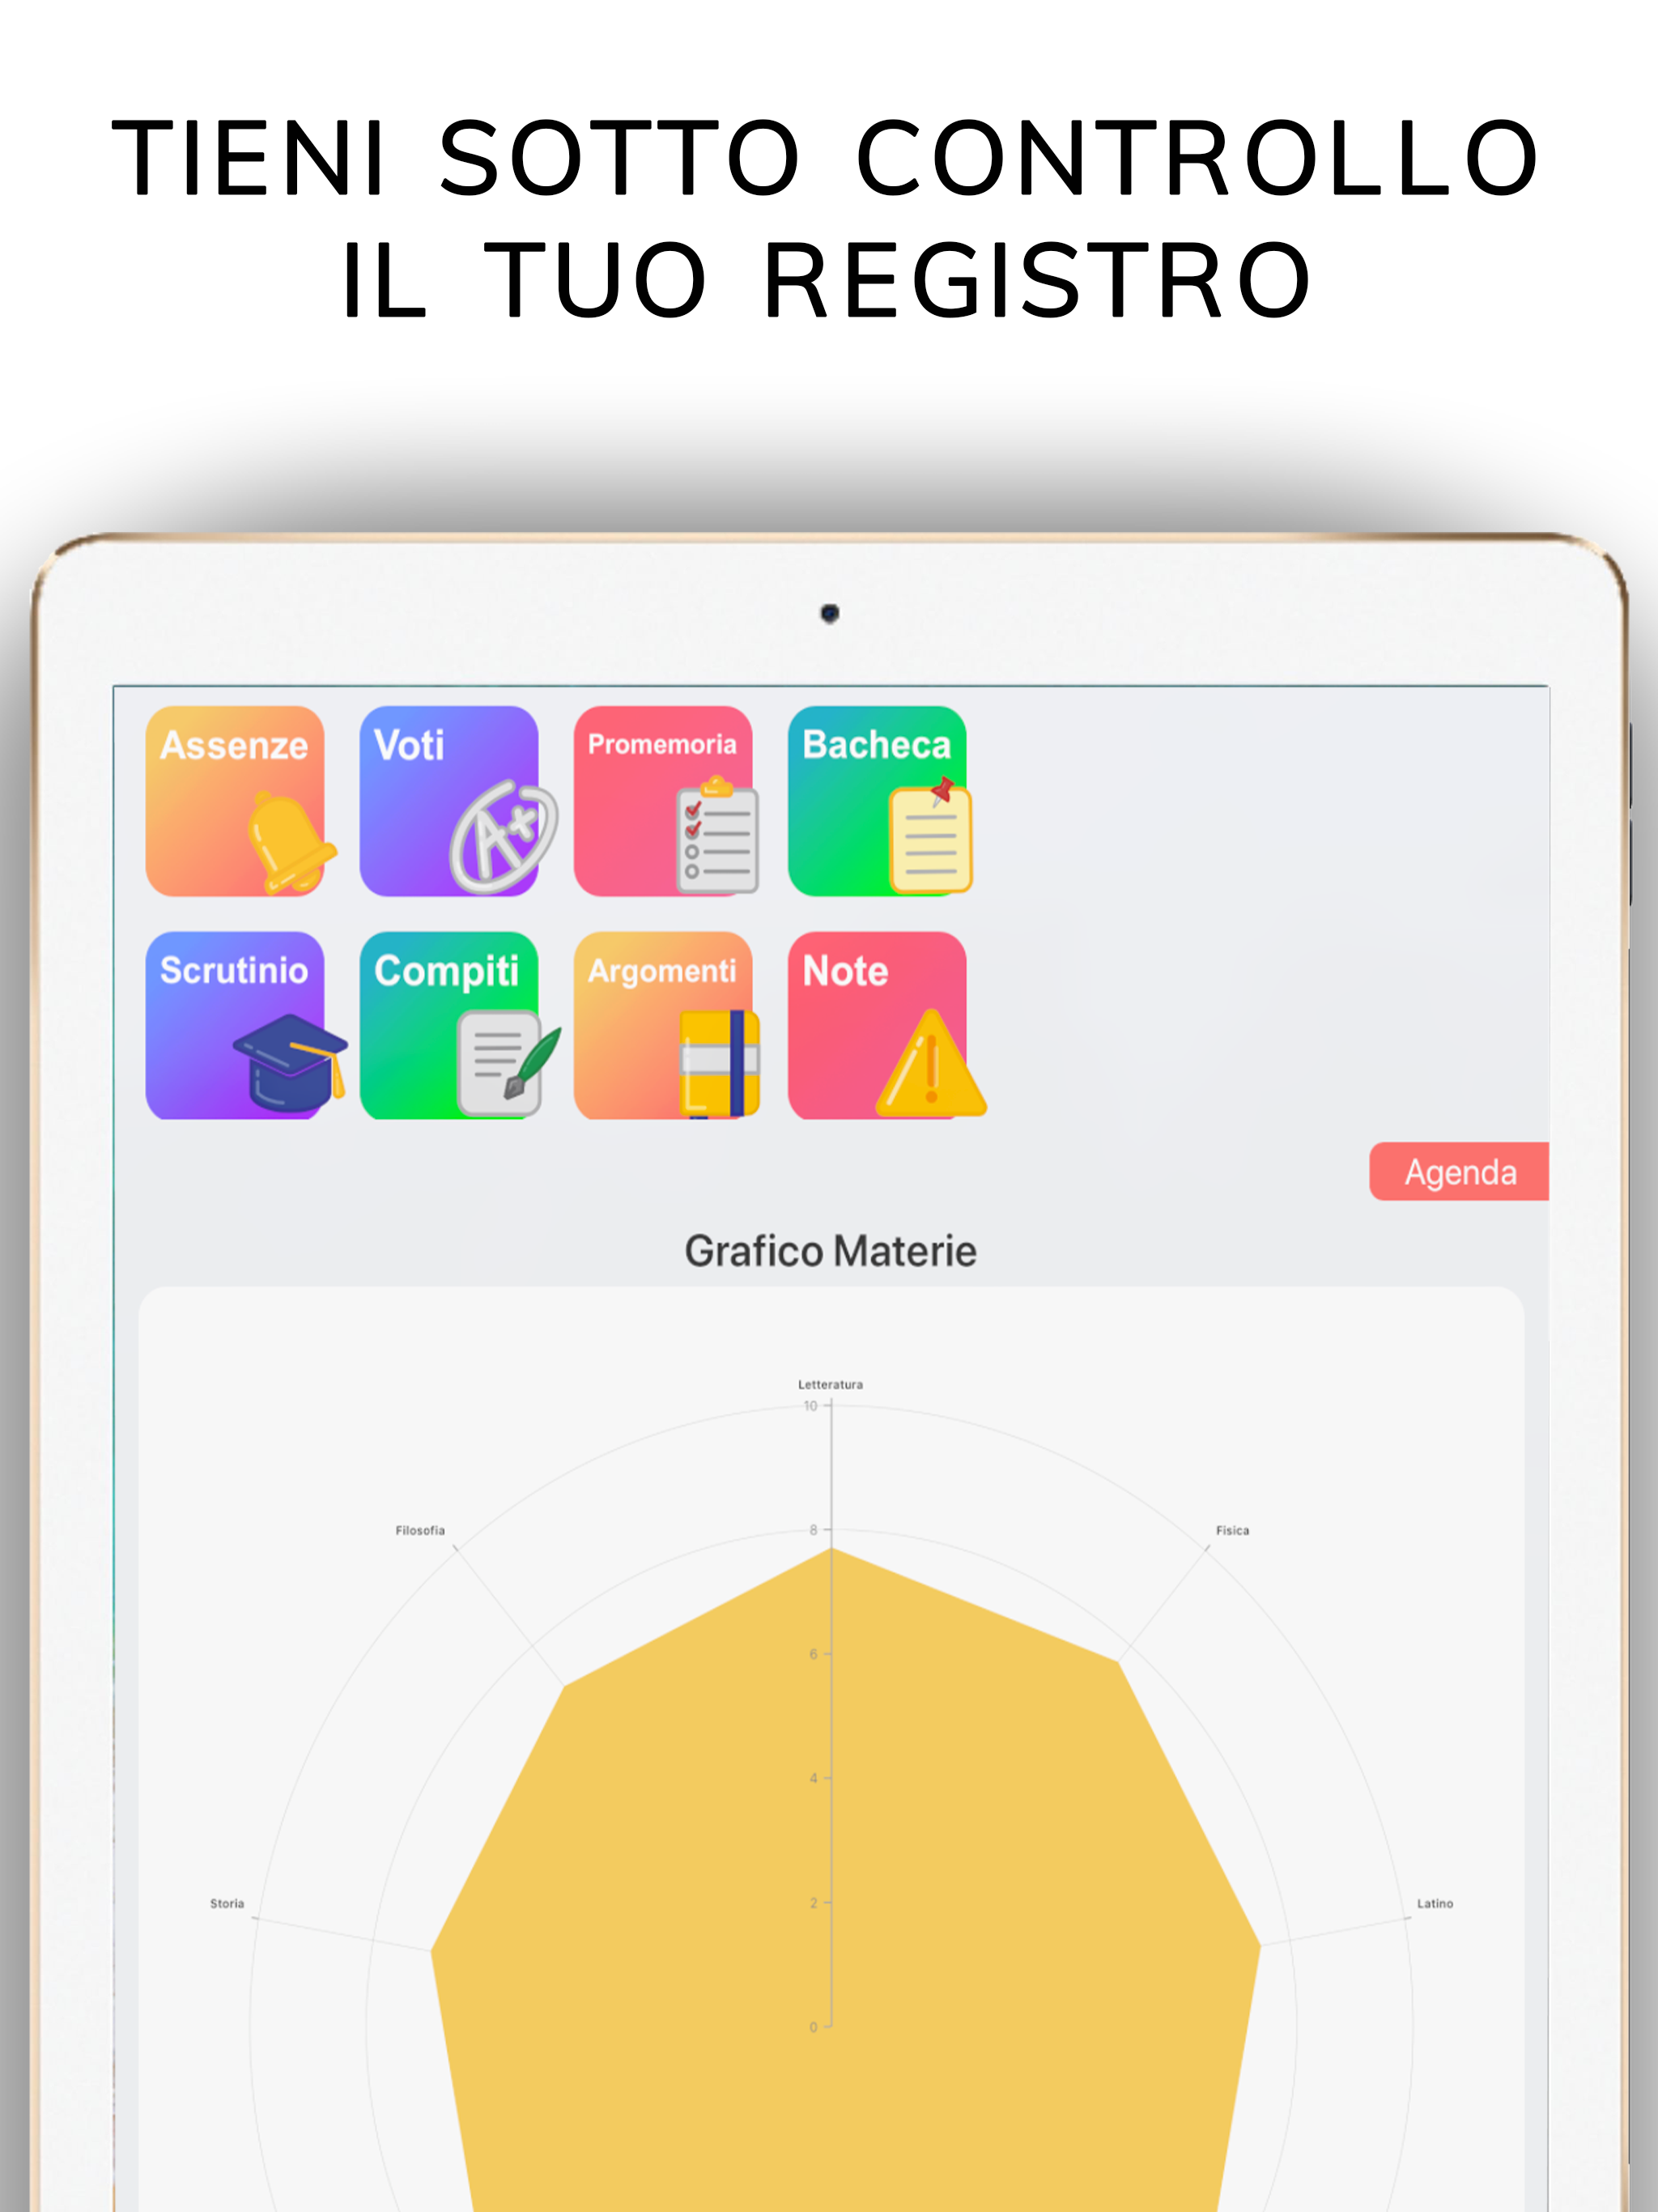 TIENI SOTTO CONTROLLO
IL TUO REGISTRO
Assenze
Voti
A+
Promemoria
Bacheca
Scrutinio
Compiti
Argomenti
Note
Agenda
Grafico Materie
Letteratura
10
Filosofia
8
Fisica
6
4
Storia
2
Latino
0